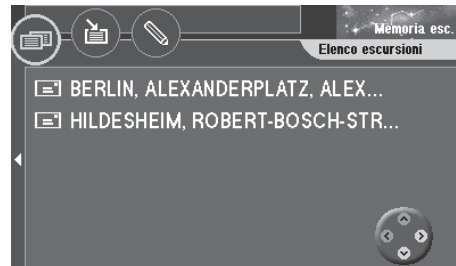 Memoria esc.
Elenco escursioni
BERLIN, ALEXANDERPLATZ, ALEX...
HILDESHEIM, ROBERT-BOSCH-STR...